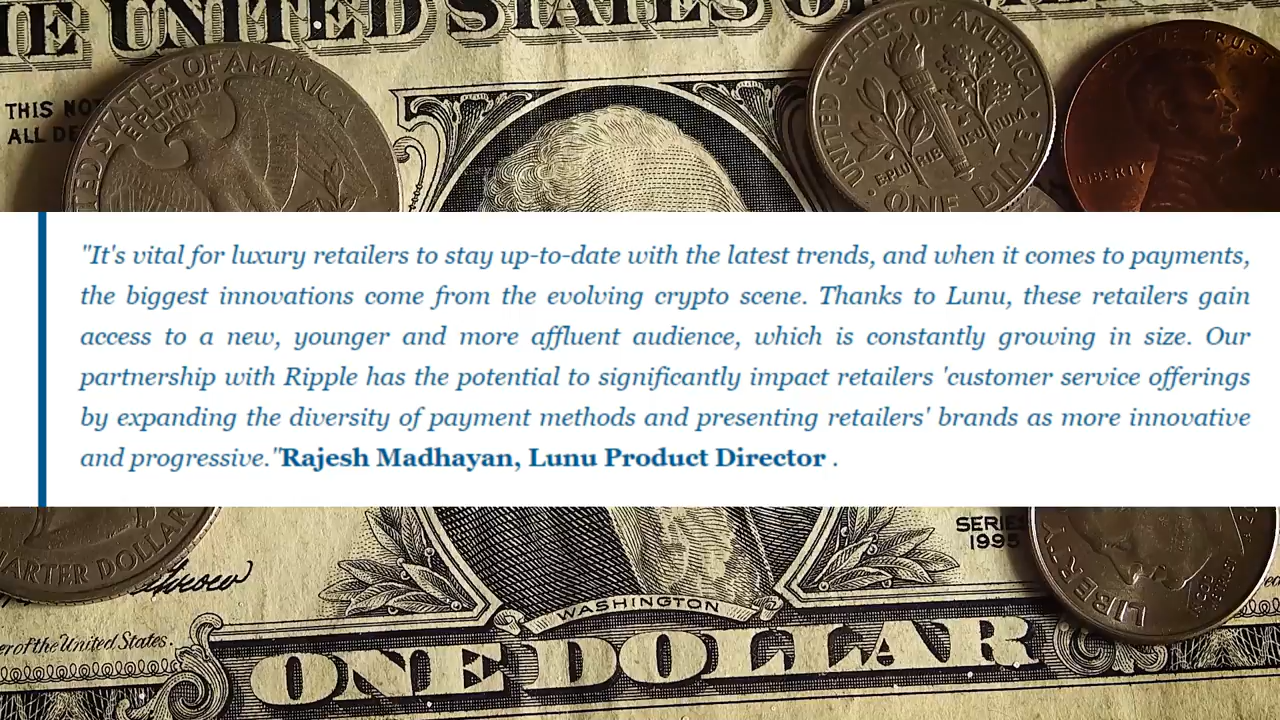 THE UNITED STATES OF
THIS NO
ALL DE
UNITED STATES OF AMERICA
E PLURIBUS
UNUM
UNITED STATES OF AMERICA
E PLURIBUS UNUM
ONE DIME
TRUST
LIBERTY
"It's vital for luxury retailers to stay up-to-date with the latest trends, and when it comes to payments,
the biggest innovations come from the evolving crypto scene. Thanks to Lunu, these retailers gain
access to a new, younger and more affluent audience, which is constantly growing in size. Our
partnership with Ripple has the potential to significantly impact retailers 'customer service offerings
by expanding the diversity of payment methods and presenting retailers' brands as more innovative
and progressive."Rajesh Madhayan, Lunu Product Director .
SERIE
1995
LIBERTY
ARTER DOLLAR
WASHINGTON
er of the United States.
ONE DOLLAR